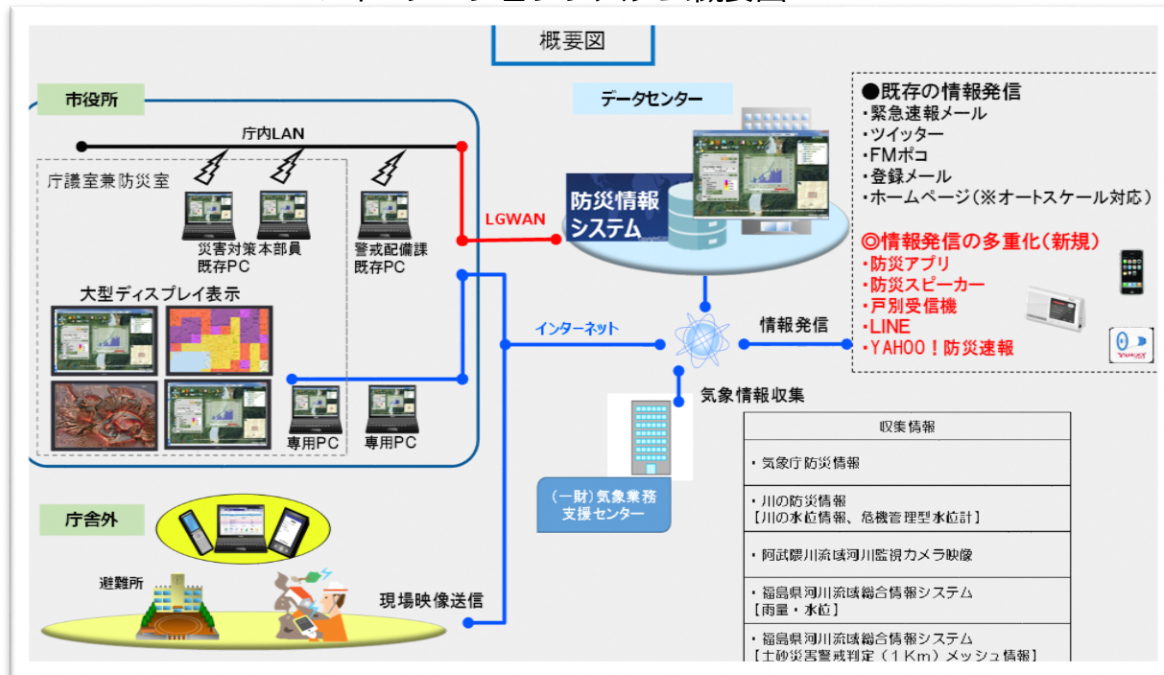 概要図
市役所
庁内LAN
庁議室兼防災室
災害対策本部員
既存PC
警戒配備課
既存PC
大型ディスプレイ表示
専用PC
専用PC
LGWAN
データセンター
防災情報
システム
インターネット
情報発信
●既存の情報発信
・緊急速報メール
・ツイッター
・FMポコ
・登録メール
・ホームページ(※オートスケール対応)
◎情報発信の多重化(新規)
・防災アプリ
・防災スピーカー
・戸別受信機
・LINE
・YAHOO!防災速報
気象情報収集
(一財)気象業務
支援センター
庁舎外
避難所
現場映像送信
収集情報
・気象庁防災情報
・川の防災情報
【川の水位情報、危機管理型水位計】
・阿武隈川流域河川監視カメラ映像
・福島県河川流域総合情報システム
【雨量・水位】
・福島県河川流域総合情報システム
【土砂災害警戒判定(1Km)メッシュ情報】